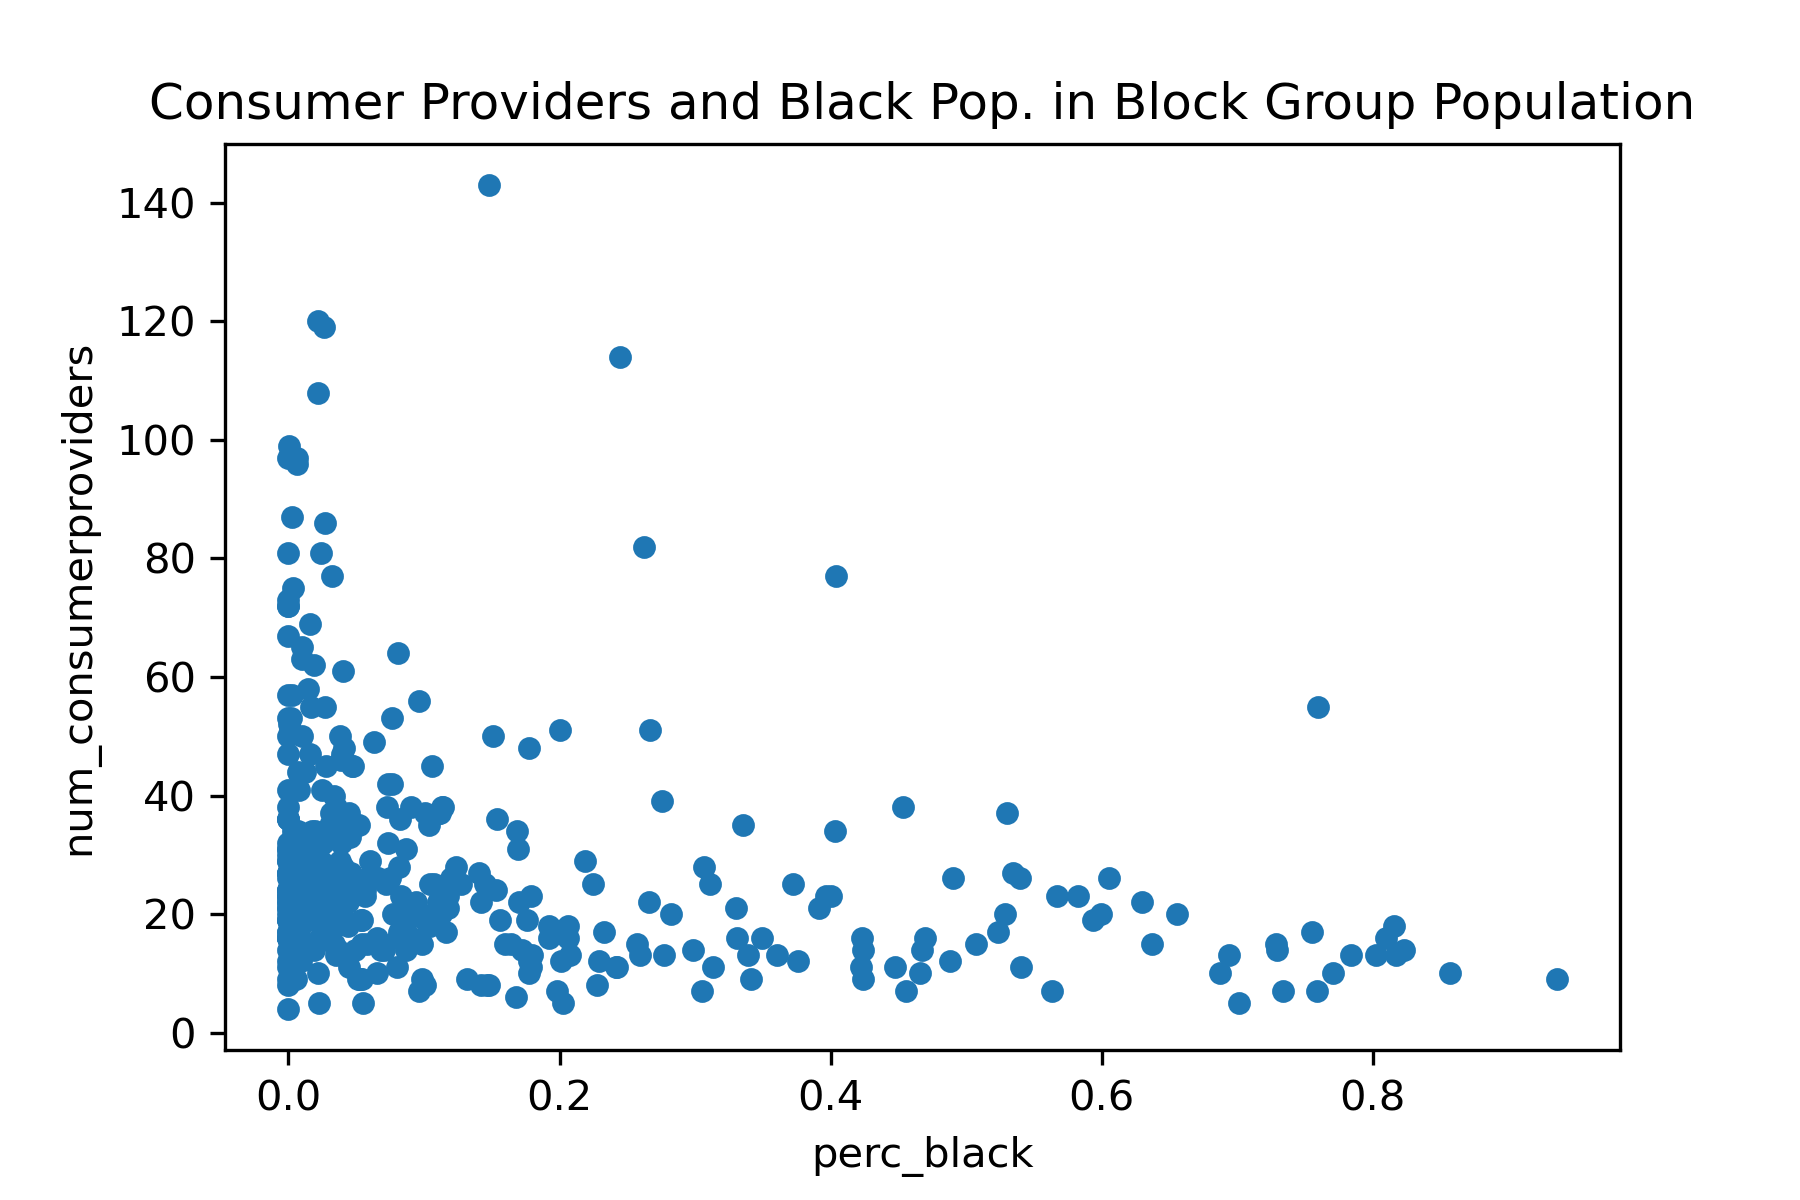 Consumer Providers and Black Pop. in Block Group Population
140
120
100
80
60
40
20
0
num_consumerproviders
0.0 0.2 0.4 0.6 0.8
perc_black